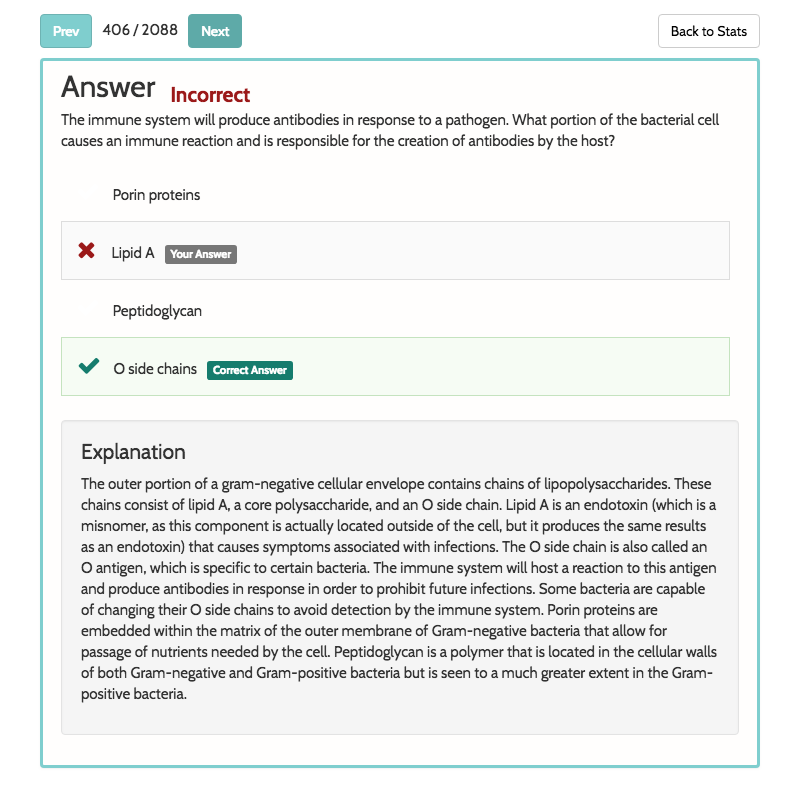 Prev 406 / 2088 Next Back to Stats
Answer Incorrect
The immune system will produce antibodies in response to a pathogen. What portion of the bacterial cell
causes an immune reaction and is responsible for the creation of antibodies by the host?
Porin proteins
Lipid A Your Answer
Peptidoglycan
O side chains Correct Answer
Explanation
The outer portion of a gram-negative cellular envelope contains chains of lipopolysaccharides. These
chains consist of lipid A, a core polysaccharide, and an O side chain. Lipid A is an endotoxin (which is a
misnomer, as this component is actually located outside of the cell, but it produces the same results
as an endotoxin) that causes symptoms associated with infections. The O side chain is also called an
O antigen, which is specific to certain bacteria. The immune system will host a reaction to this antigen
and produce antibodies in response in order to prohibit future infections. Some bacteria are capable
of changing their O side chains to avoid detection by the immune system. Porin proteins are
embedded within the matrix of the outer membrane of Gram-negative bacteria that allow for
passage of nutrients needed by the cell. Peptidoglycan is a polymer that is located in the cellular walls
of both Gram-negative and Gram-positive bacteria but is seen to a much greater extent in the Gram-
positive bacteria.